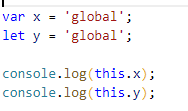 var x = 'global';
let y = 'global';
console.log(this.x);
console.log(this.y);